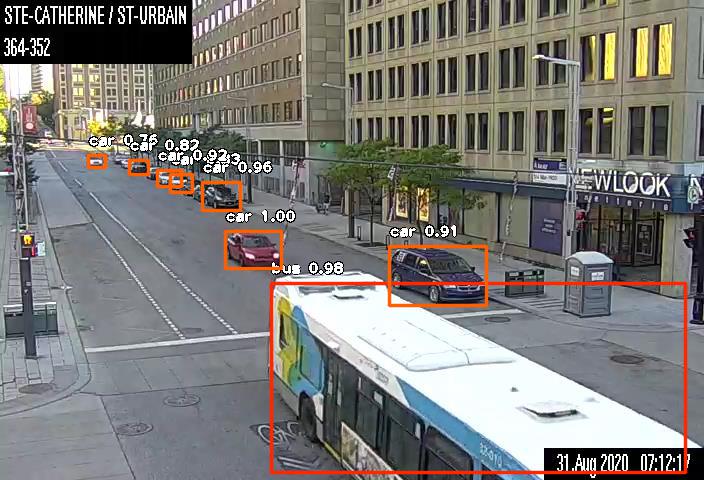 STE-CATHERINE / ST-URBAIN
364-352
car 0.76
car 0.82
car 0.92
car 0.96
car 1.00
car 0.91
bus 0.98
NEWLOOK
31.Aug 2020 07:12:17